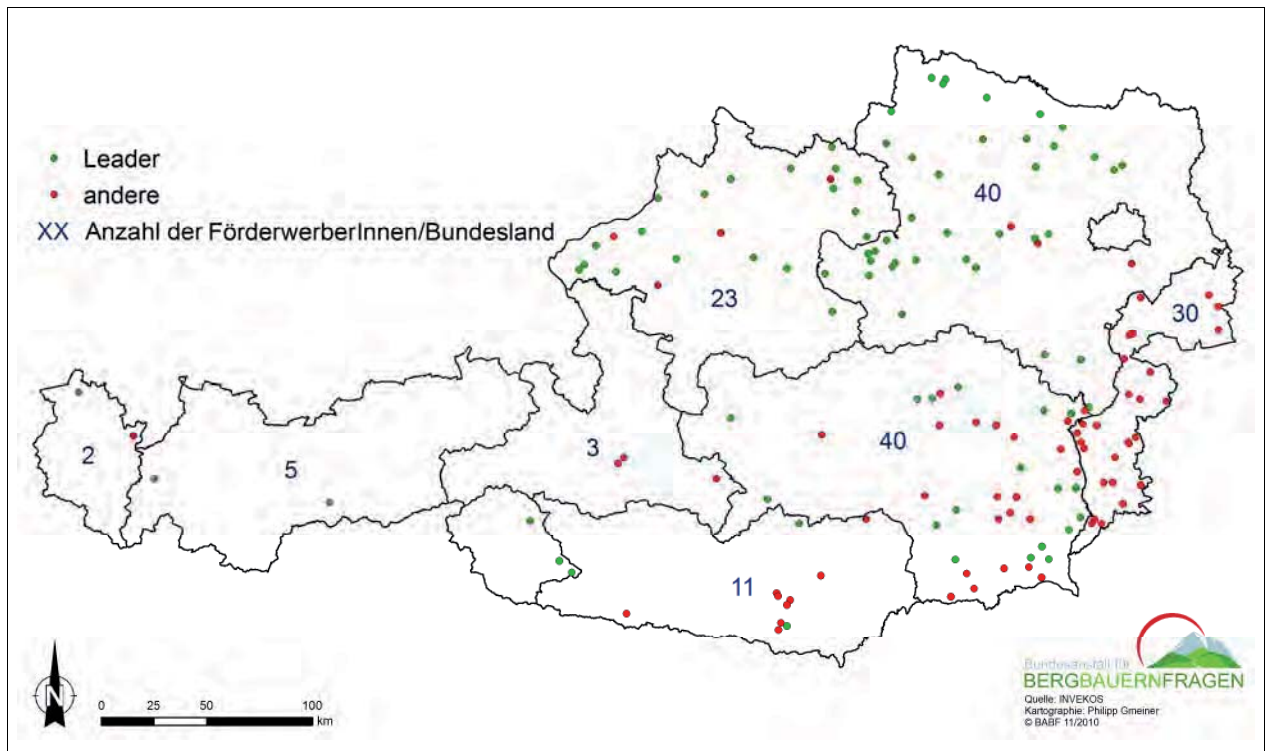 Leader
andere
XX Anzahl der FörderwerberInnen/Bundesland
40
23
30
2
5
3
40
11
N
0 25 50 100
km
Bundesanstalt für
BERGBAUERNFRAGEN
Quelle: INVEKOS
Kartographie: Philipp Gmeiner
© BABF 11/2010